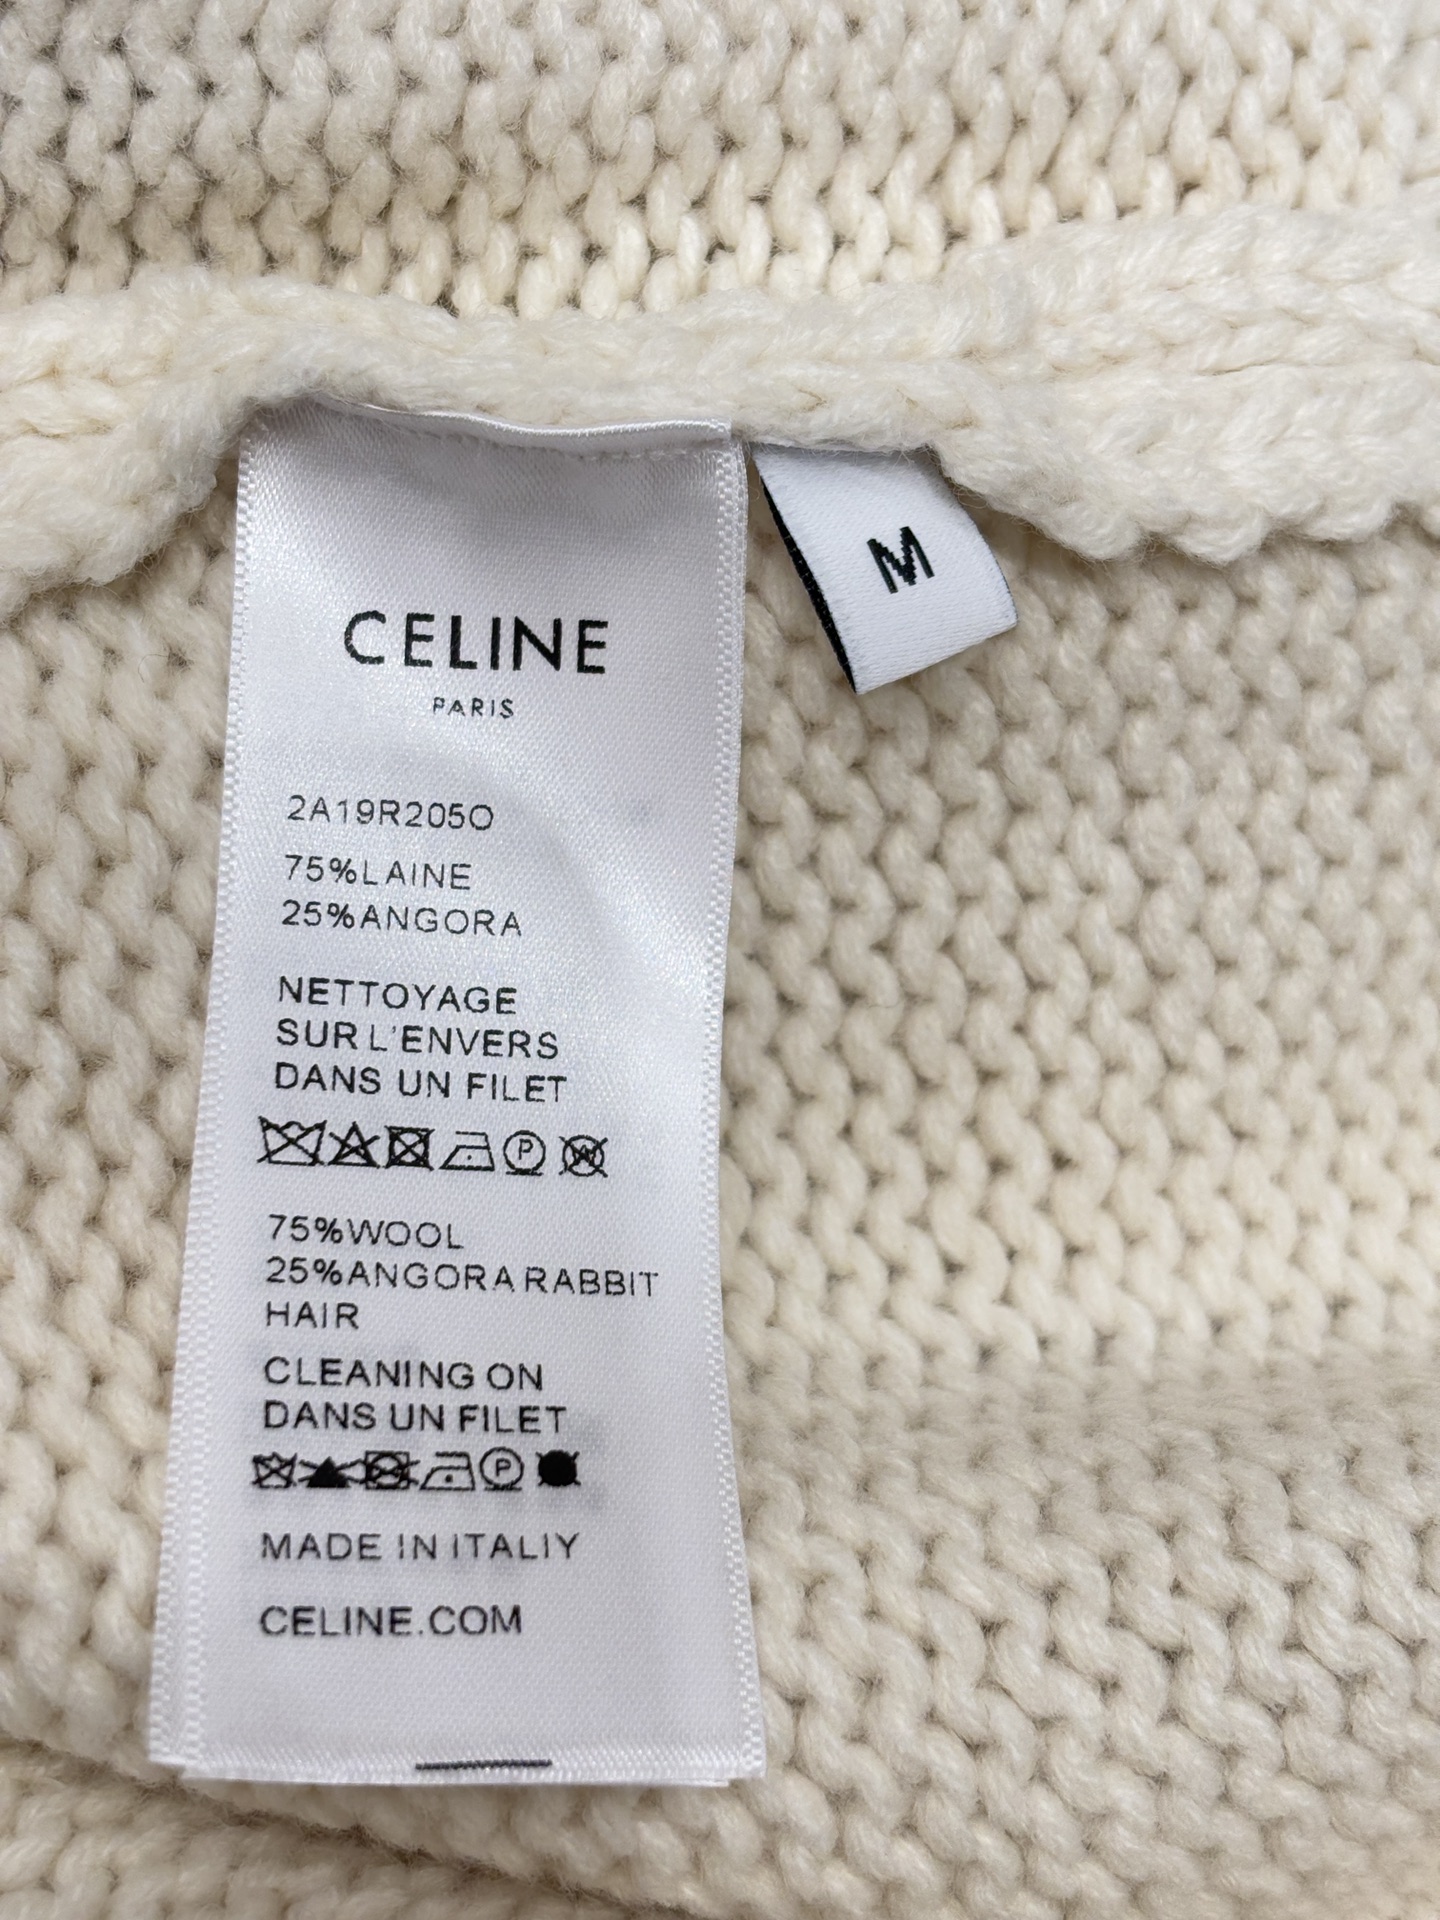 CELINE
PARIS
M
2A19R205O
75%LAINE
25%ANGORA
NETTOYAGE
SUR L'ENVERS
DANS UN FILET
P W
75%WOOL
25%ANGORA RABBIT
HAIR
CLEANING ON
DANS UN FILET
P
MADE IN ITALIY
CELINE.COM